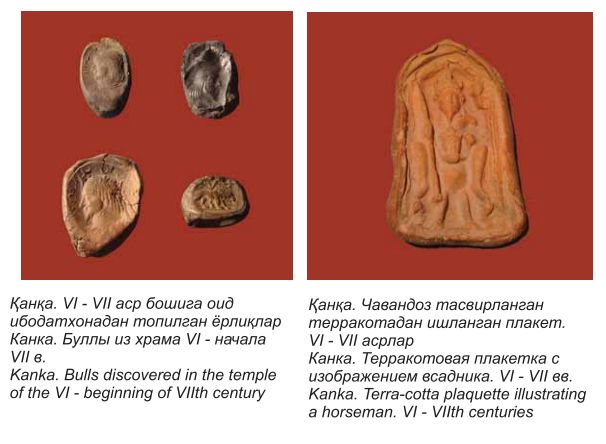 Қанқа. VI - VII аср бошига оид
ибодатхонадан топилган ёрлиқлар
Канка. Буллы из храма VI - начала
VII в.
Kanka. Bulls discovered in the temple
of the VI - beginning of VIIth century
Қанқа. Чавандоз тасвирланган
терракотадан ишланган плакет.
VI - VII асрлар
Канка. Терракотовая плакетка с
изображением всадника. VI - VII вв.
Kanka. Terra-cotta plaquette illustrating
a horseman. VI - VIIth centuries